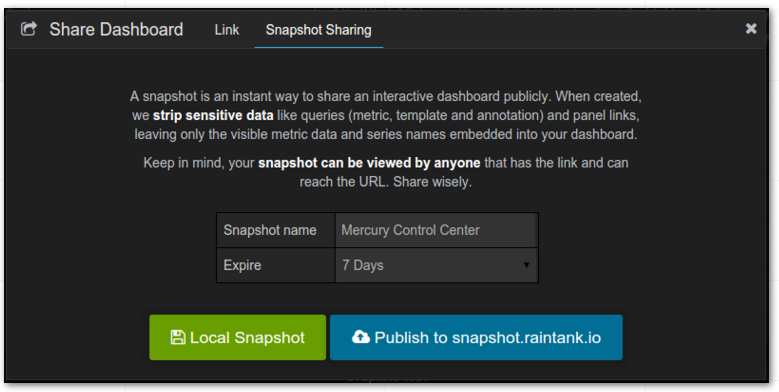 Share Dashboard Link Snapshot Sharing
A snapshot is an instant way to share an interactive dashboard publicly. When created,
we strip sensitive data like queries (metric, template and annotation) and panel links,
leaving only the visible metric data and series names embedded into your dashboard.
Keep in mind, your snapshot can be viewed by anyone that has the link and can
reach the URL. Share wisely.
Snapshot name Mercury Control Center
Expire 7 Days
Local Snapshot Publish to snapshot.raintank.io